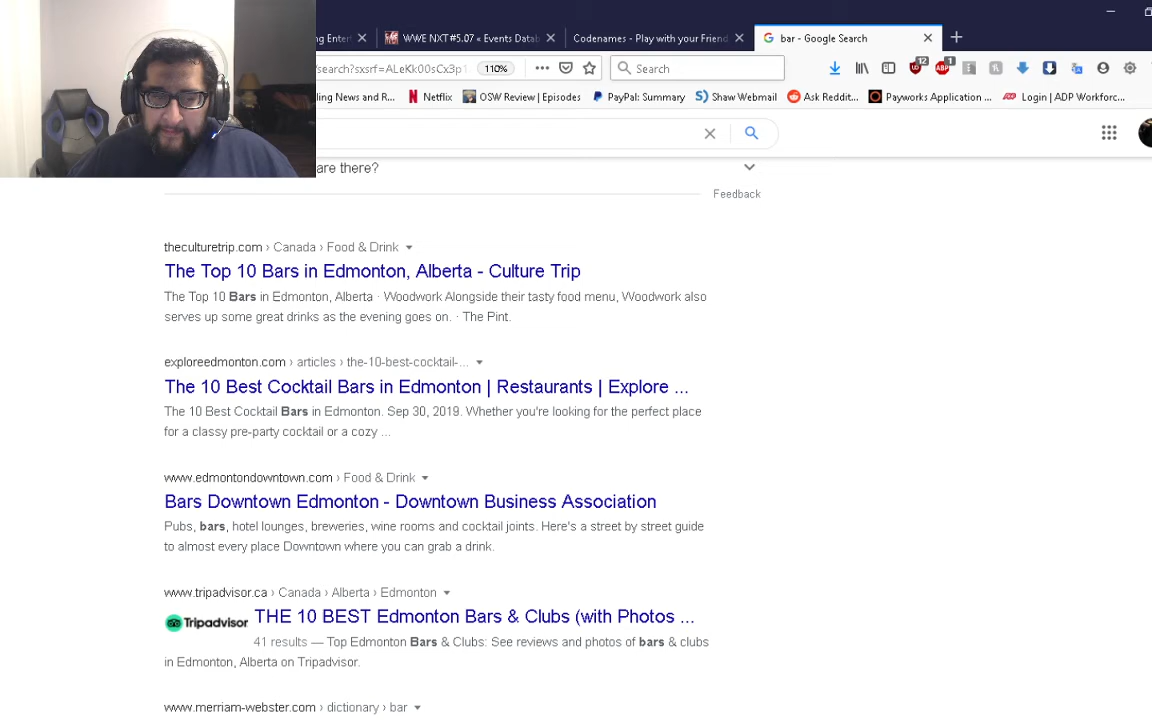 ng Entert
WWE NXT #5.07 « Events Datab
Codenames - Play with your Friend
bar - Google Search
/search?sxsrf=ALeKk00sCx3p1
110%
Search
12
1
ling News and R...
Netflix
OSW Review | Episodes
PayPal: Summary
Shaw Webmail
Ask Reddit...
Payworks Application ...
Login | ADP Workforc...
are there?
Feedback
theculturetrip.com › Canada › Food & Drink
The Top 10 Bars in Edmonton, Alberta - Culture Trip
The Top 10 Bars in Edmonton, Alberta · Woodwork Alongside their tasty food menu, Woodwork also
serves up some great drinks as the evening goes on. · The Pint.
exploreedmonton.com › articles › the-10-best-cocktail-...
The 10 Best Cocktail Bars in Edmonton | Restaurants | Explore ...
The 10 Best Cocktail Bars in Edmonton. Sep 30, 2019. Whether you're looking for the perfect place
for a classy pre-party cocktail or a cozy ...
www.edmontondowntown.com › Food & Drink
Bars Downtown Edmonton - Downtown Business Association
Pubs, bars, hotel lounges, breweries, wine rooms and cocktail joints. Here's a street by street guide
to almost every place Downtown where you can grab a drink.
www.tripadvisor.ca › Canada › Alberta › Edmonton
Tripadvisor
THE 10 BEST Edmonton Bars & Clubs (with Photos ...
41 results — Top Edmonton Bars & Clubs: See reviews and photos of bars & clubs
in Edmonton, Alberta on Tripadvisor.
www.merriam-webster.com › dictionary › bar